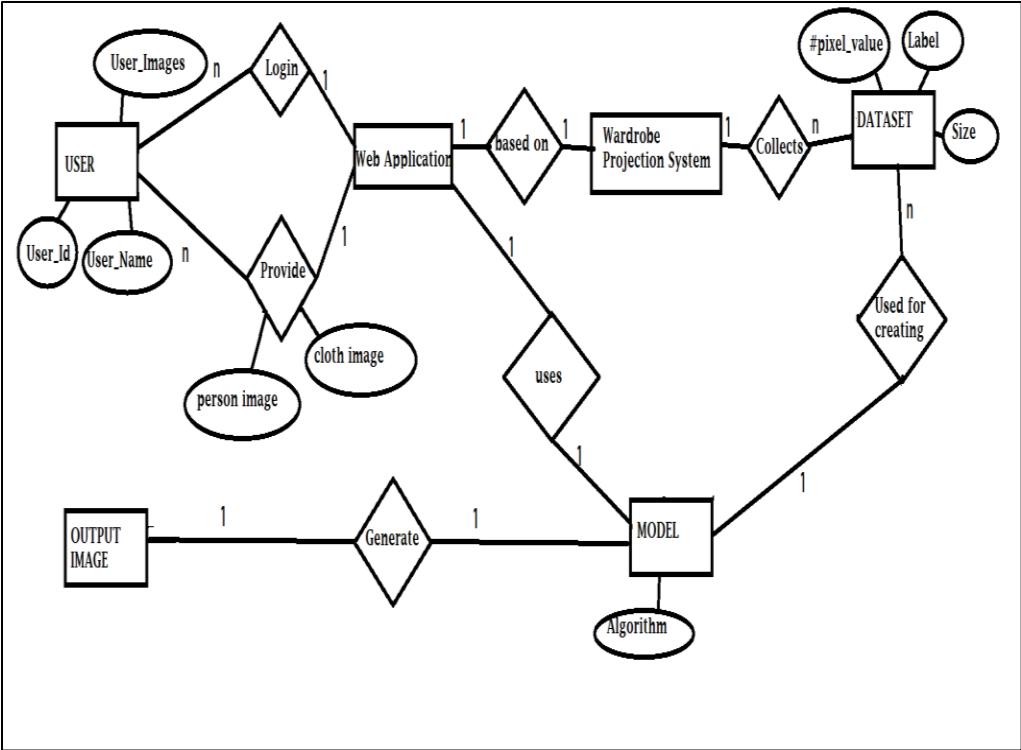 #pixel_value
Label
User_Images
n
Login
1
USER
Web Application
1
based on
1
Wardrobe
Projection System
1
Collects
n
DATASET
Size
User_Id
User_Name
n
Provide
1
1
n
cloth image
person image
uses
Used for
creating
1
1
OUTPUT
IMAGE
1
Generate
1
MODEL
Algorithm